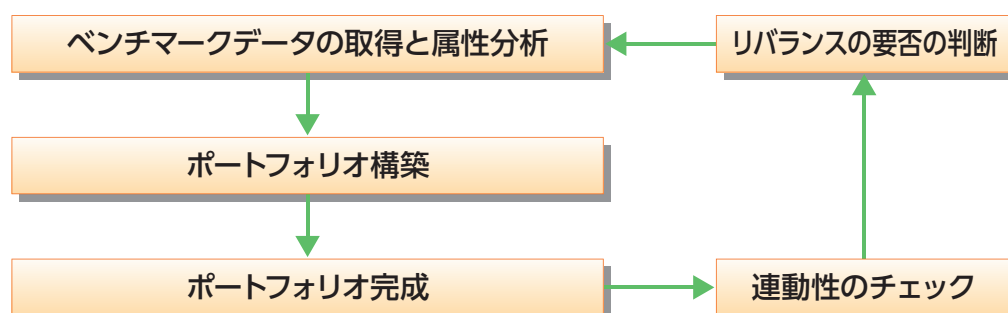 ベンチマークデータの取得と属性分析
リバランスの要否の判断
ポートフォリオ構築
ポートフォリオ完成
連動性のチェック